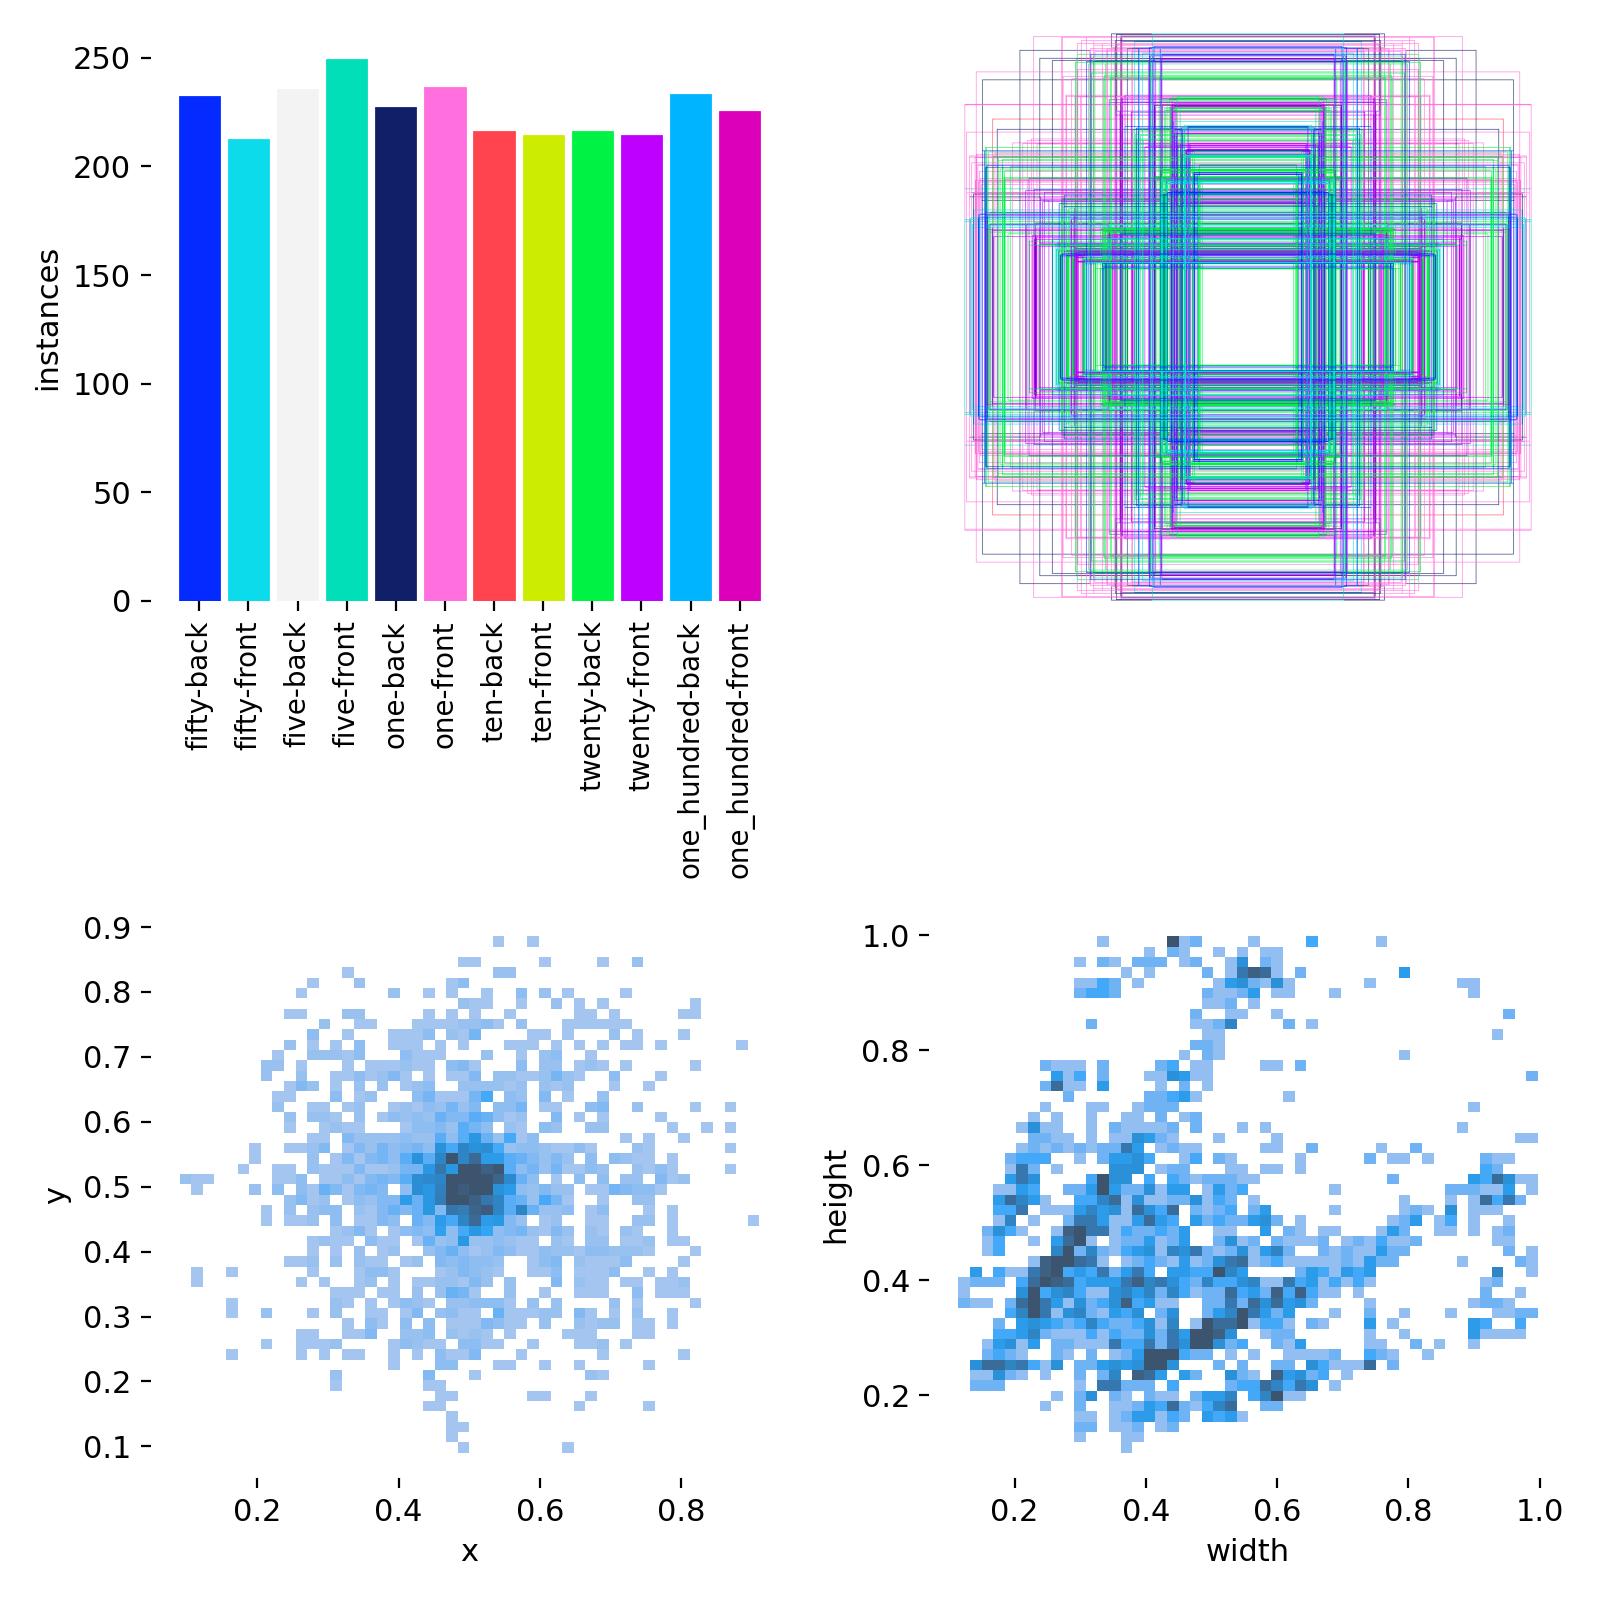 250
200
150
100
50
0
instances
fifty-back
fifty-front
five-back
five-front
one-back
one-front
ten-back
ten-front
twenty-back
twenty-front
one_hundred-back
one_hundred-front
0.9
0.8
0.7
0.6
0.5
0.4
0.3
0.2
0.1
y
0.2 0.4 0.6 0.8
x
1.0
0.8
0.6
0.4
0.2
height
0.2 0.4 0.6 0.8 1.0
width